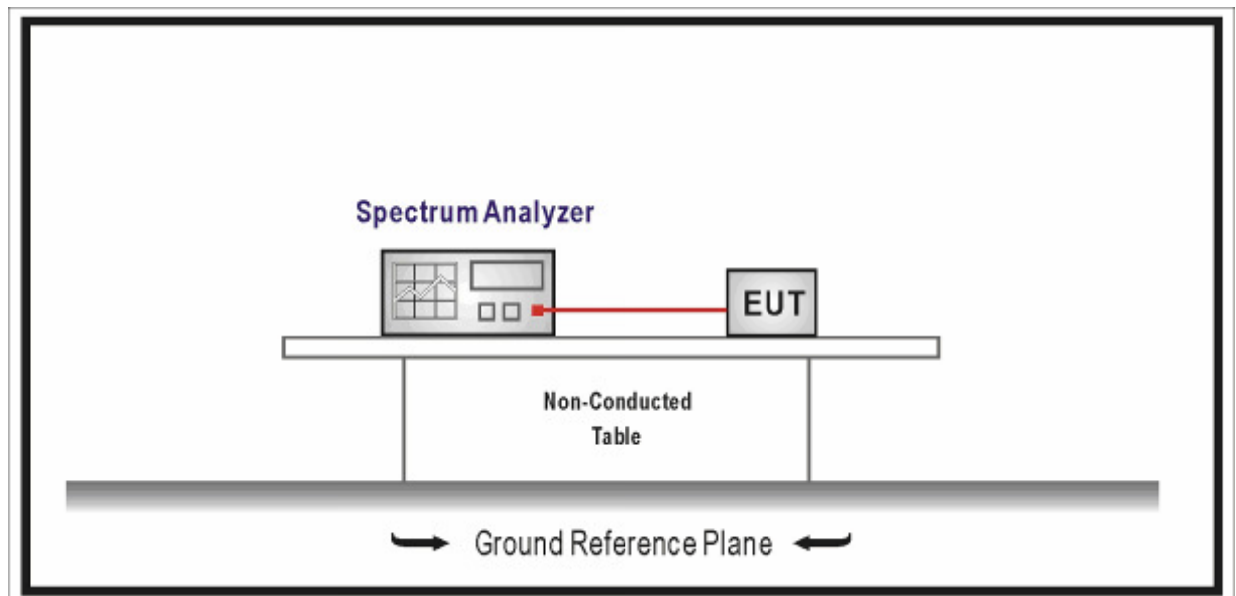 Spectrum Analyzer
EUT
Non-Conducted
Table
Ground Reference Plane